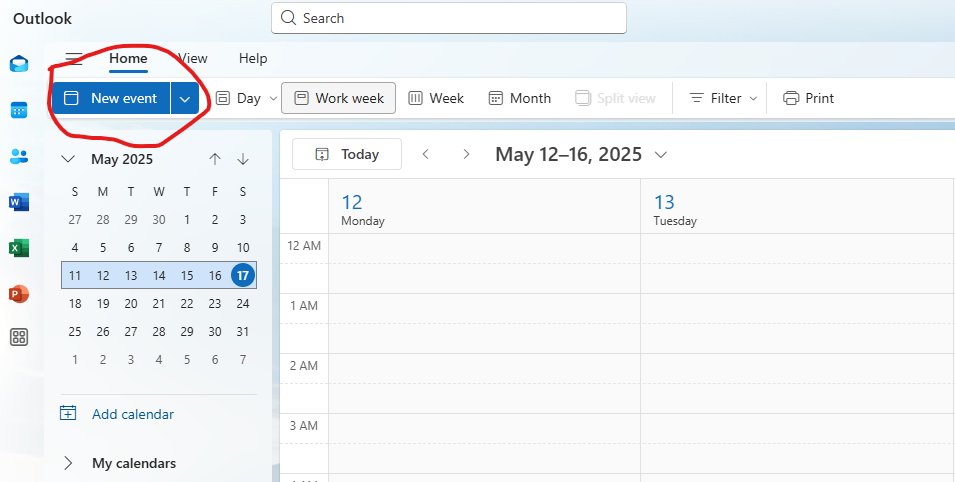 Outlook
Search
Home View Help
New event Day Work week Week Month Split view Filter Print
May 2025
S M T W T F S
27 28 29 30 1 2 3
4 5 6 7 8 9 10
11 12 13 14 15 16 17
18 19 20 21 22 23 24
25 26 27 28 29 30 31
1 2 3 4 5 6 7
Add calendar
My calendars
Today May 12–16, 2025
12 13
Monday Tuesday
12 AM
1 AM
2 AM
3 AM